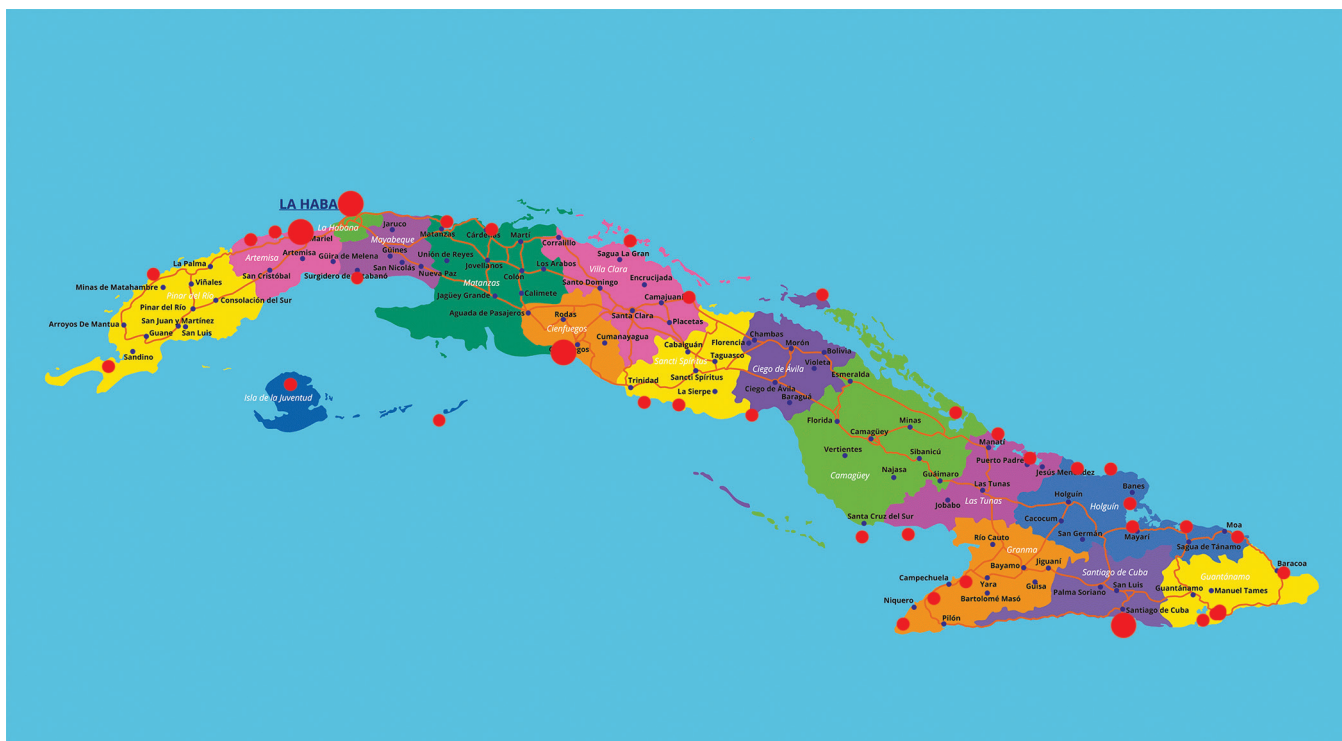 LA HABA
La Habana
Jaruco
Mayabeque
Mariel
Artemisa
Artemisa
Güines
Güira de Melena
San Nicolás
San Cristóbal
Nueva Paz
La Palma
Viñales
Minas de Matahambre
Consolación del Sur
Pinar del Río
San Juan y Martínez
San Luis
Guane
Arroyos De Mantua
Sandino
Isla de la Juventud
Matanzas
Cárdenas
Martí
Unión de Reyes
Jovellanos
Colón
Los Arabos
Matanzas
Jagüey Grande
Calimete
Corralillo
Sagua La Gran
Villa Clara
Encrucijada
Santo Domingo
Camajuaní
Santa Clara
Placetas
Aguada de Pasajeros
Rodas
Cienfuegos
Cumanayagua
Cabaiguán
Taguasco
Sancti Spíritus
Sancti Spíritus
Trinidad
La Sierpe
Florencia
Chambas
Morón
Bolivia
Violeta
Ciego de Ávila
Ciego de Ávila
Baraguá
Esmeralda
Florida
Camagüey
Minas
Vertientes
Sibanicú
Najasa
Guáimaro
Camagüey
Santa Cruz del Sur
Manatí
Puerto Padre
Jesús Menéndez
Las Tunas
Las Tunas
Jobabo
Holguín
Holguín
Banes
Cacocum
San Germán
Mayarí
Moa
Sagua de Tánamo
Río Cauto
Granma
Jiguaní
Bayamo
Guisa
Yara
Bartolomé Masó
Campechuela
Niquero
Pilón
Santiago de Cuba
Palma Soriano
San Luis
Santiago de Cuba
Guantánamo
Guantánamo
Manuel Tames
Baracoa